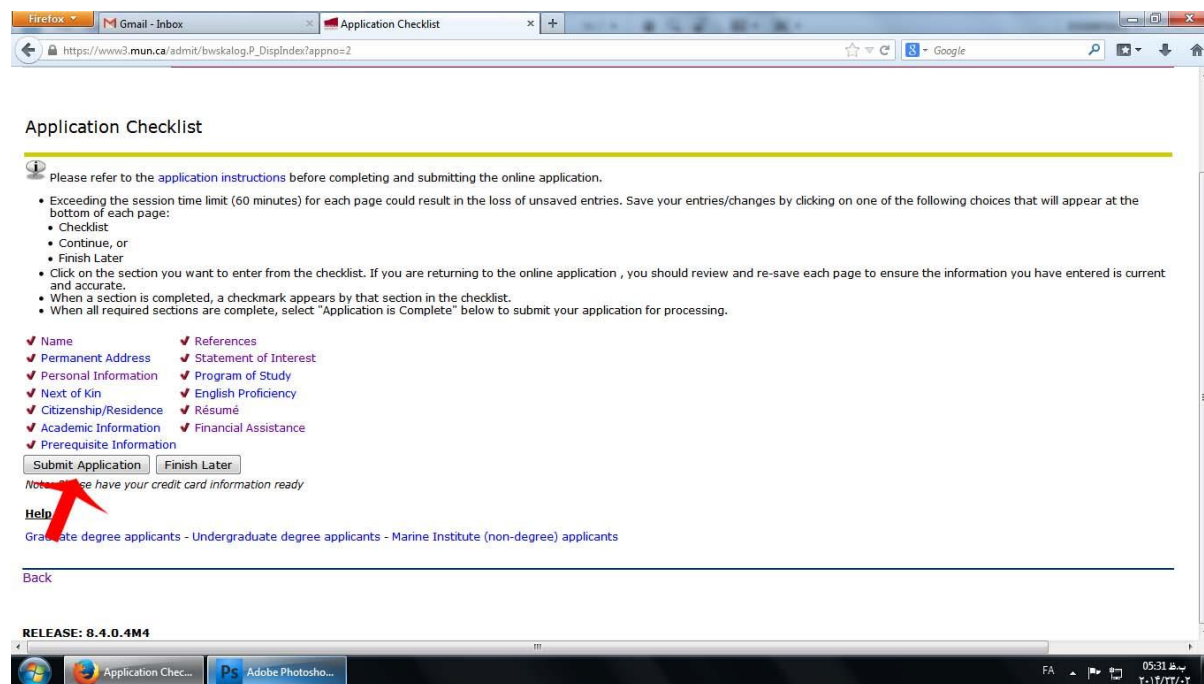 Firefox
Gmail - Inbox
Application Checklist
https://www3.mun.ca/admit/bwskalog.P_DispIndex?appno=2
Google
Application Checklist
Please refer to the application instructions before completing and submitting the online application.
• Exceeding the session time limit (60 minutes) for each page could result in the loss of unsaved entries. Save your entries/changes by clicking on one of the following choices that will appear at the
bottom of each page:
• Checklist
• Continue, or
• Finish Later
• Click on the section you want to enter from the checklist. If you are returning to the online application , you should review and re-save each page to ensure the information you have entered is current
and accurate.
• When a section is completed, a checkmark appears by that section in the checklist.
• When all required sections are complete, select "Application is Complete" below to submit your application for processing.
Name References
Permanent Address Statement of Interest
Personal Information Program of Study
Next of Kin English Proficiency
Citizenship/Residence Résumé
Academic Information Financial Assistance
Prerequisite Information
Submit Application Finish Later
have your credit card information ready
Help
Graduate degree applicants - Undergraduate degree applicants - Marine Institute (non-degree) applicants
Back
RELEASE: 8.4.0.4M4
Application Chec...
Ps Adobe Photosho...
FA
05:31 ب.ظ